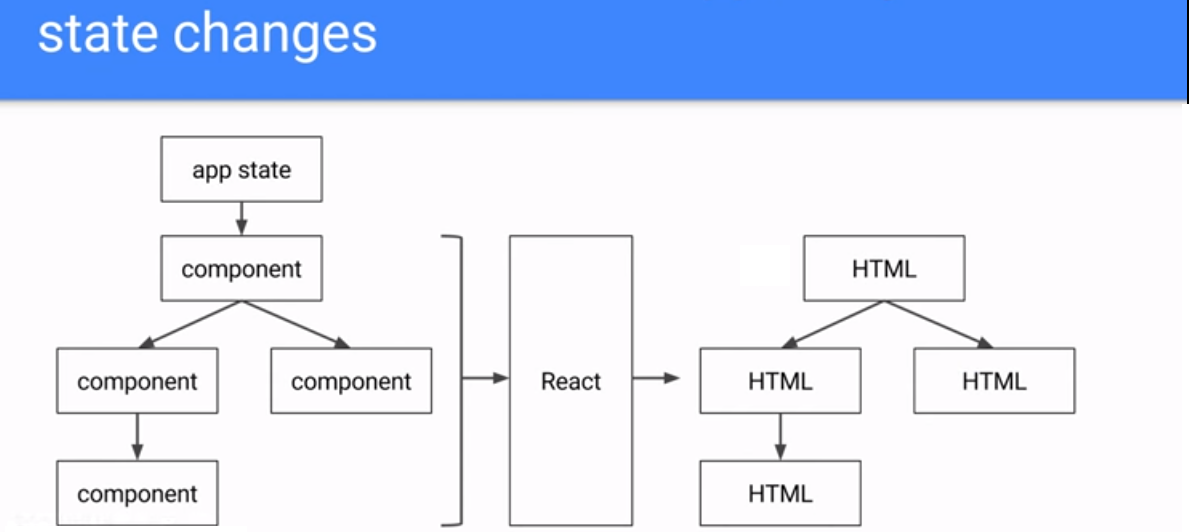 state changes
app state
component
HTML
component
component
React
HTML
HTML
component
HTML